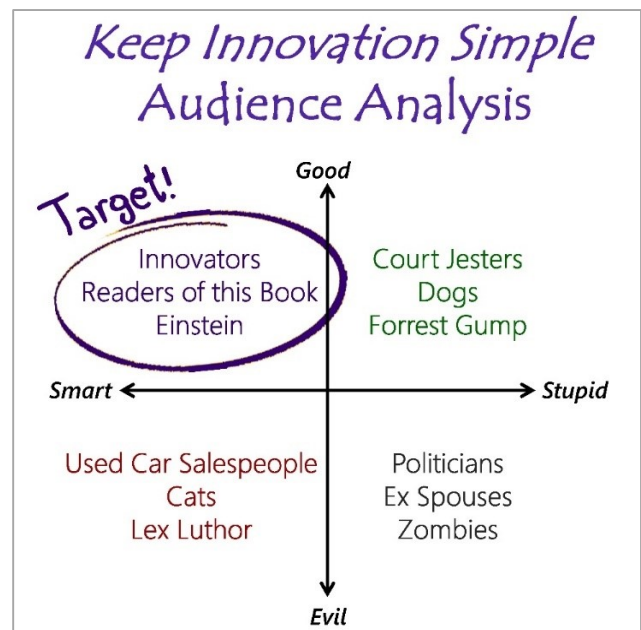 Keep Innovation Simple
Audience Analysis
Good
Target!
Innovators
Readers of this Book
Einstein
Court Jesters
Dogs
Forrest Gump
Smart
Stupid
Used Car Salespeople
Cats
Lex Luthor
Politicians
Ex Spouses
Zombies
Evil